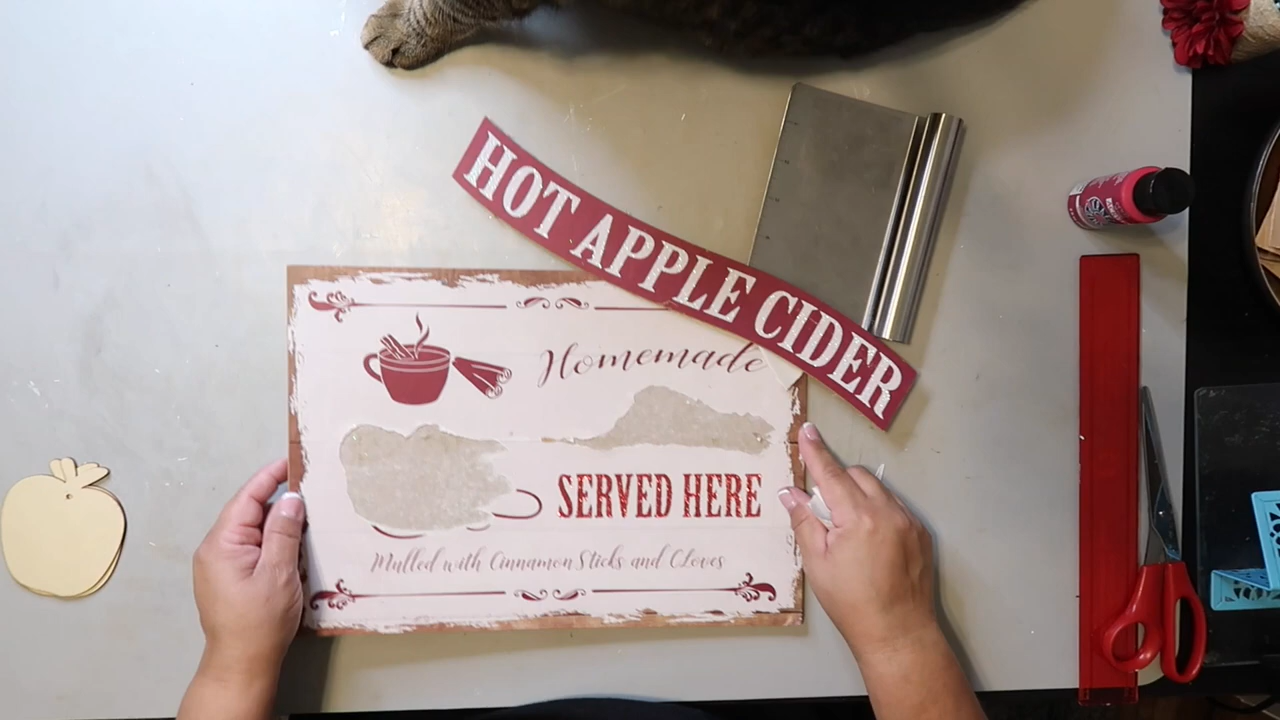 HOT APPLE CIDER
Homemade
SERVED HERE
Mulled with Cinnamon Sticks and Cloves